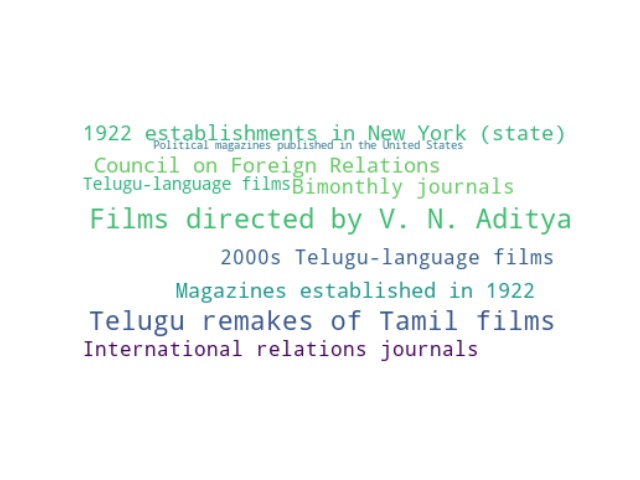 1922 establishments in New York (state)
Political magazines published in the United States
Council on Foreign Relations
Telugu-language films
Bimonthly journals
Films directed by V. N. Aditya
2000s Telugu-language films
Magazines established in 1922
Telugu remakes of Tamil films
International relations journals